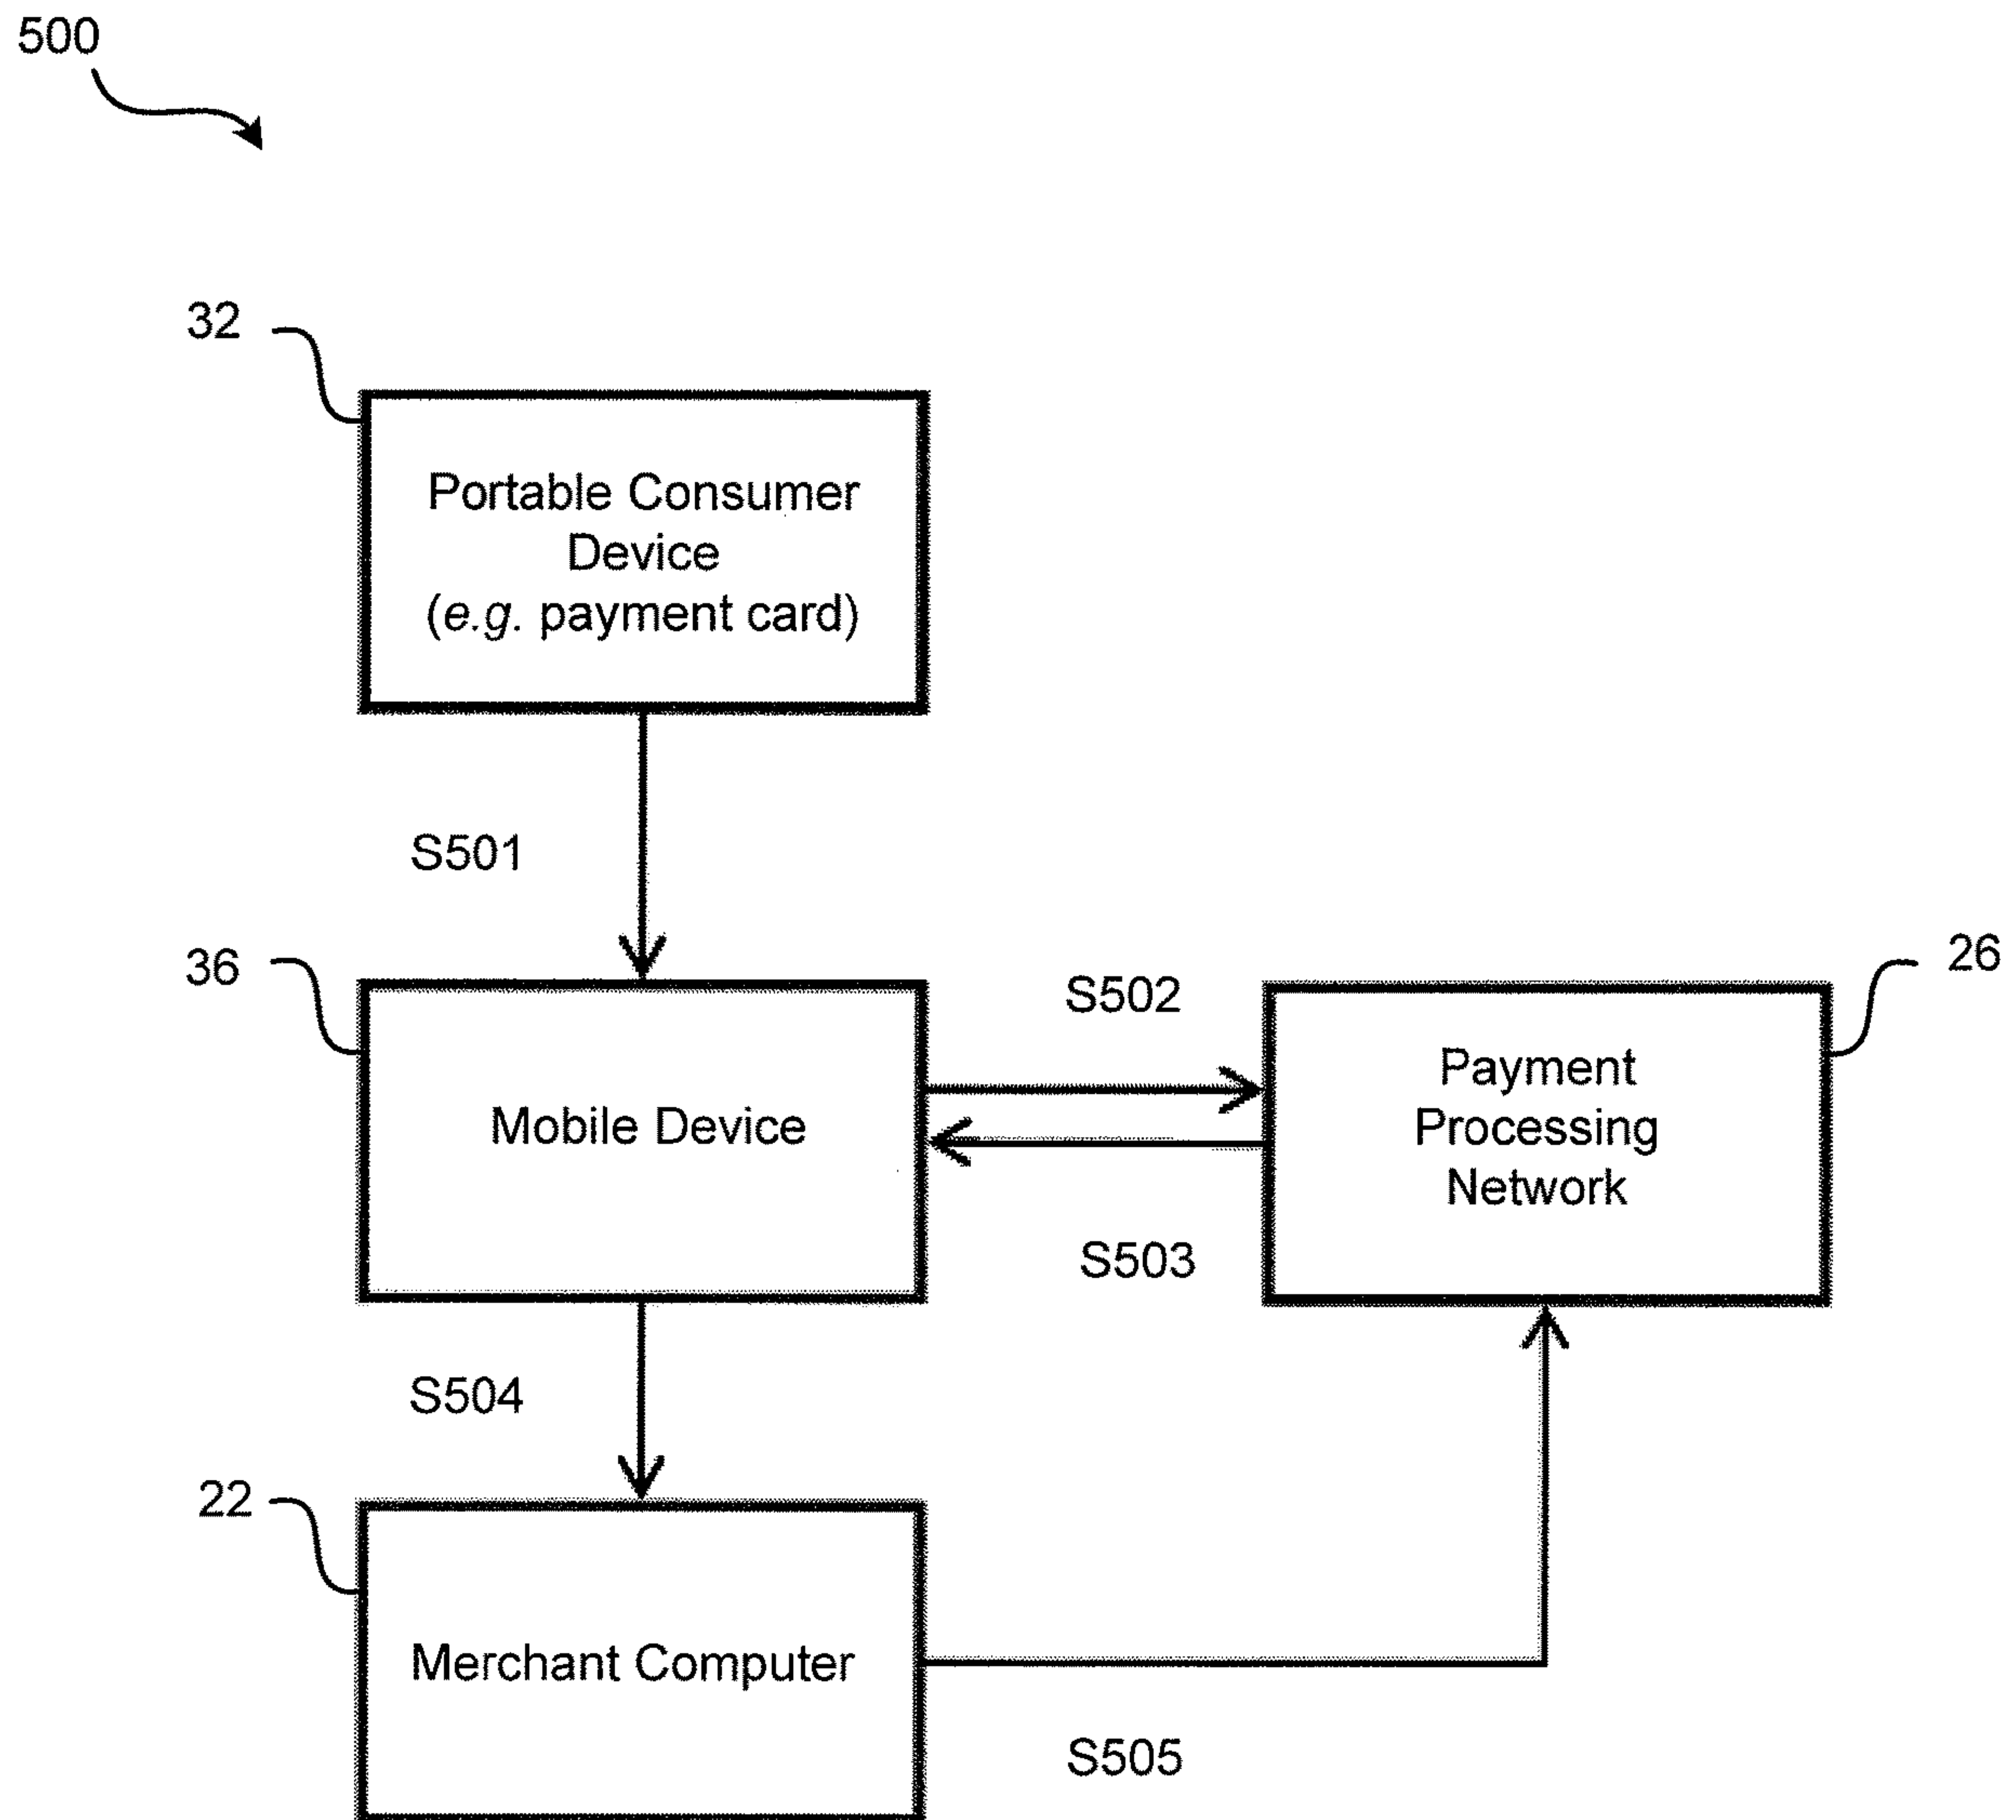 500
32
Portable Consumer
Device
(e.g. payment card)
S501
36
26
S502
Mobile Device
Payment
Processing
Network
S503
S504
22
Merchant Computer
S505